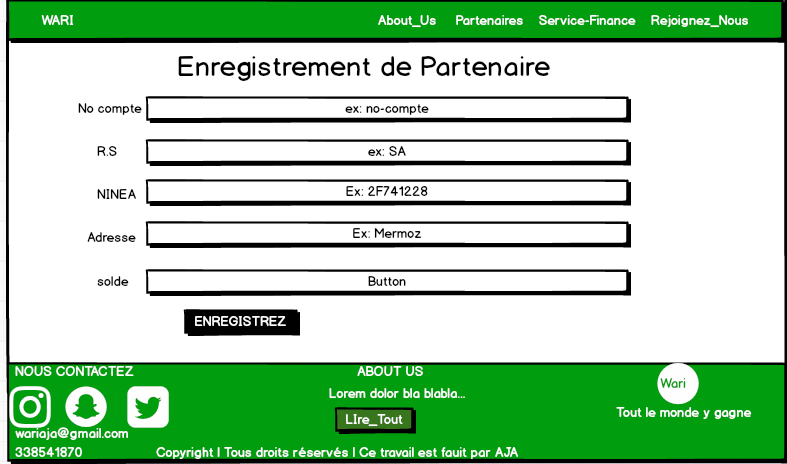 WARI About_Us Partenaires Service-Finance Rejoignez_Nous
Enregistrement de Partenaire
No compte ex: no-compte
R.S ex: SA
NINEA Ex: 2F741228
Adresse Ex: Mermoz
solde Button
ENREGISTREZ
NOUS CONTACTEZ ABOUT US
Wari
Lorem dolor bla blabla...
Tout le monde y gagne
LIre_Tout
wariaja@gmail.com
338541870 Copyright I Tous droits réservés I Ce travail est fauit par AJA